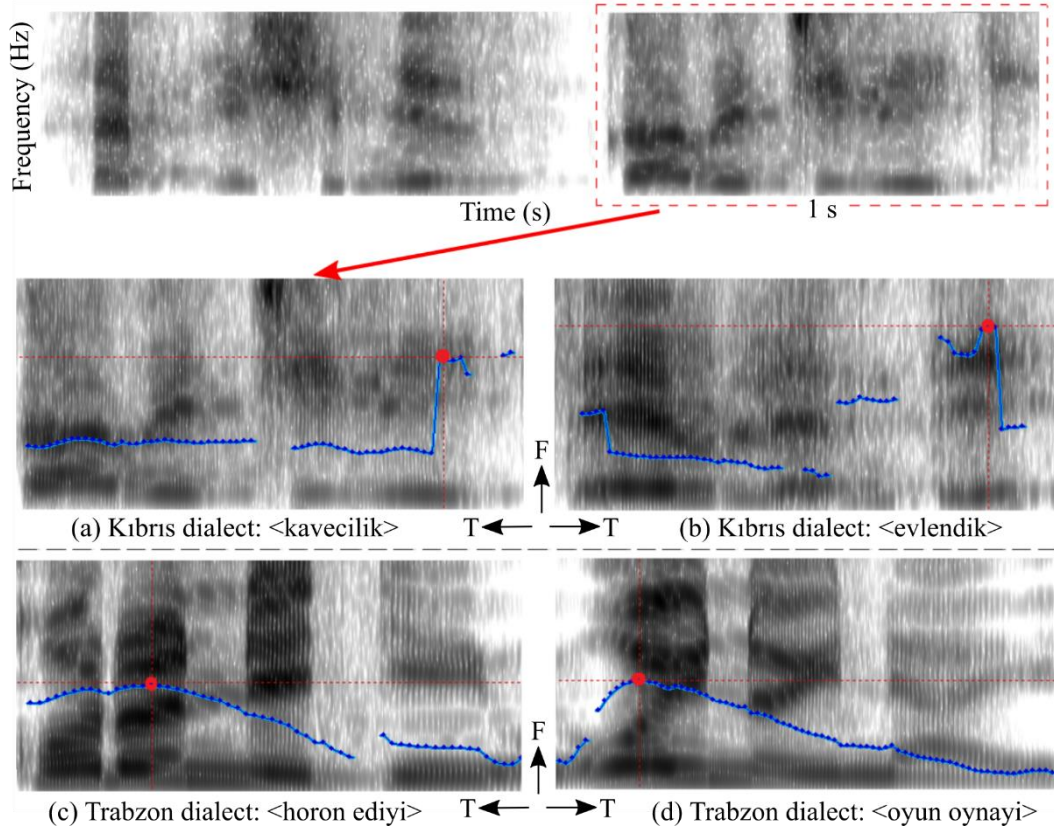 Frequency (Hz)
Time (s)
1 s
F
(a) Kıbrıs dialect: <kavecilik>
T
T
(b) Kıbrıs dialect: <evlendik>
F
(c) Trabzon dialect: <horon ediyi>
T
T
(d) Trabzon dialect: <oyun oynayi>